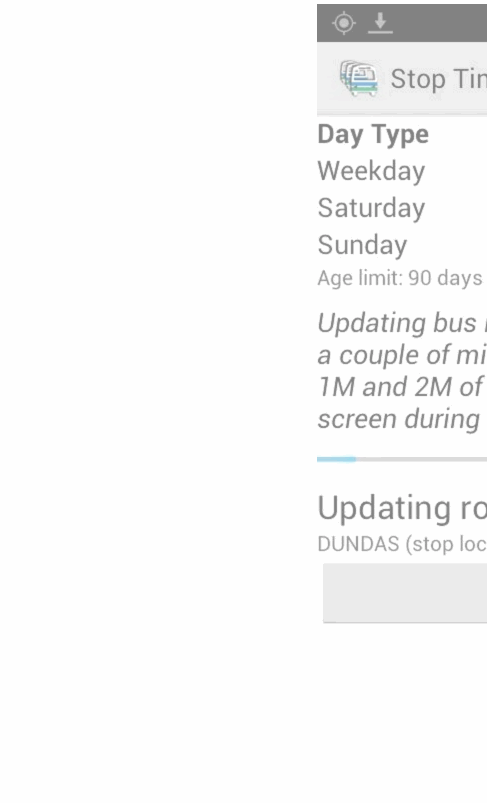 Stop Tim
Day Type
Weekday
Saturday
Sunday
Age limit: 90 days
Updating bus
a couple of mi
1M and 2M of
screen during
Updating ro
DUNDAS (stop loc